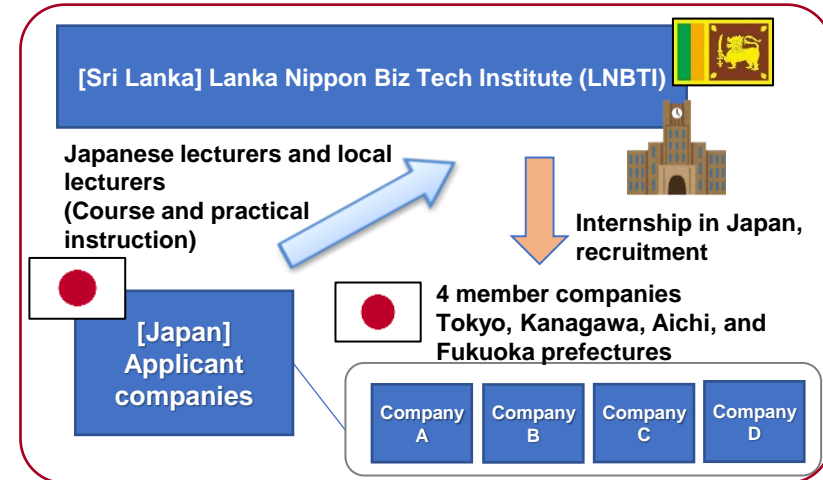 [Sri Lanka] Lanka Nippon Biz Tech Institute (LNBTI)
Japanese lecturers and local
lecturers
(Course and practical
instruction)
Internship in Japan,
recruitment
[Japan]
Applicant
companies
4 member companies
Tokyo, Kanagawa, Aichi, and
Fukuoka prefectures
Company
A
Company
B
Company
C
Company
D